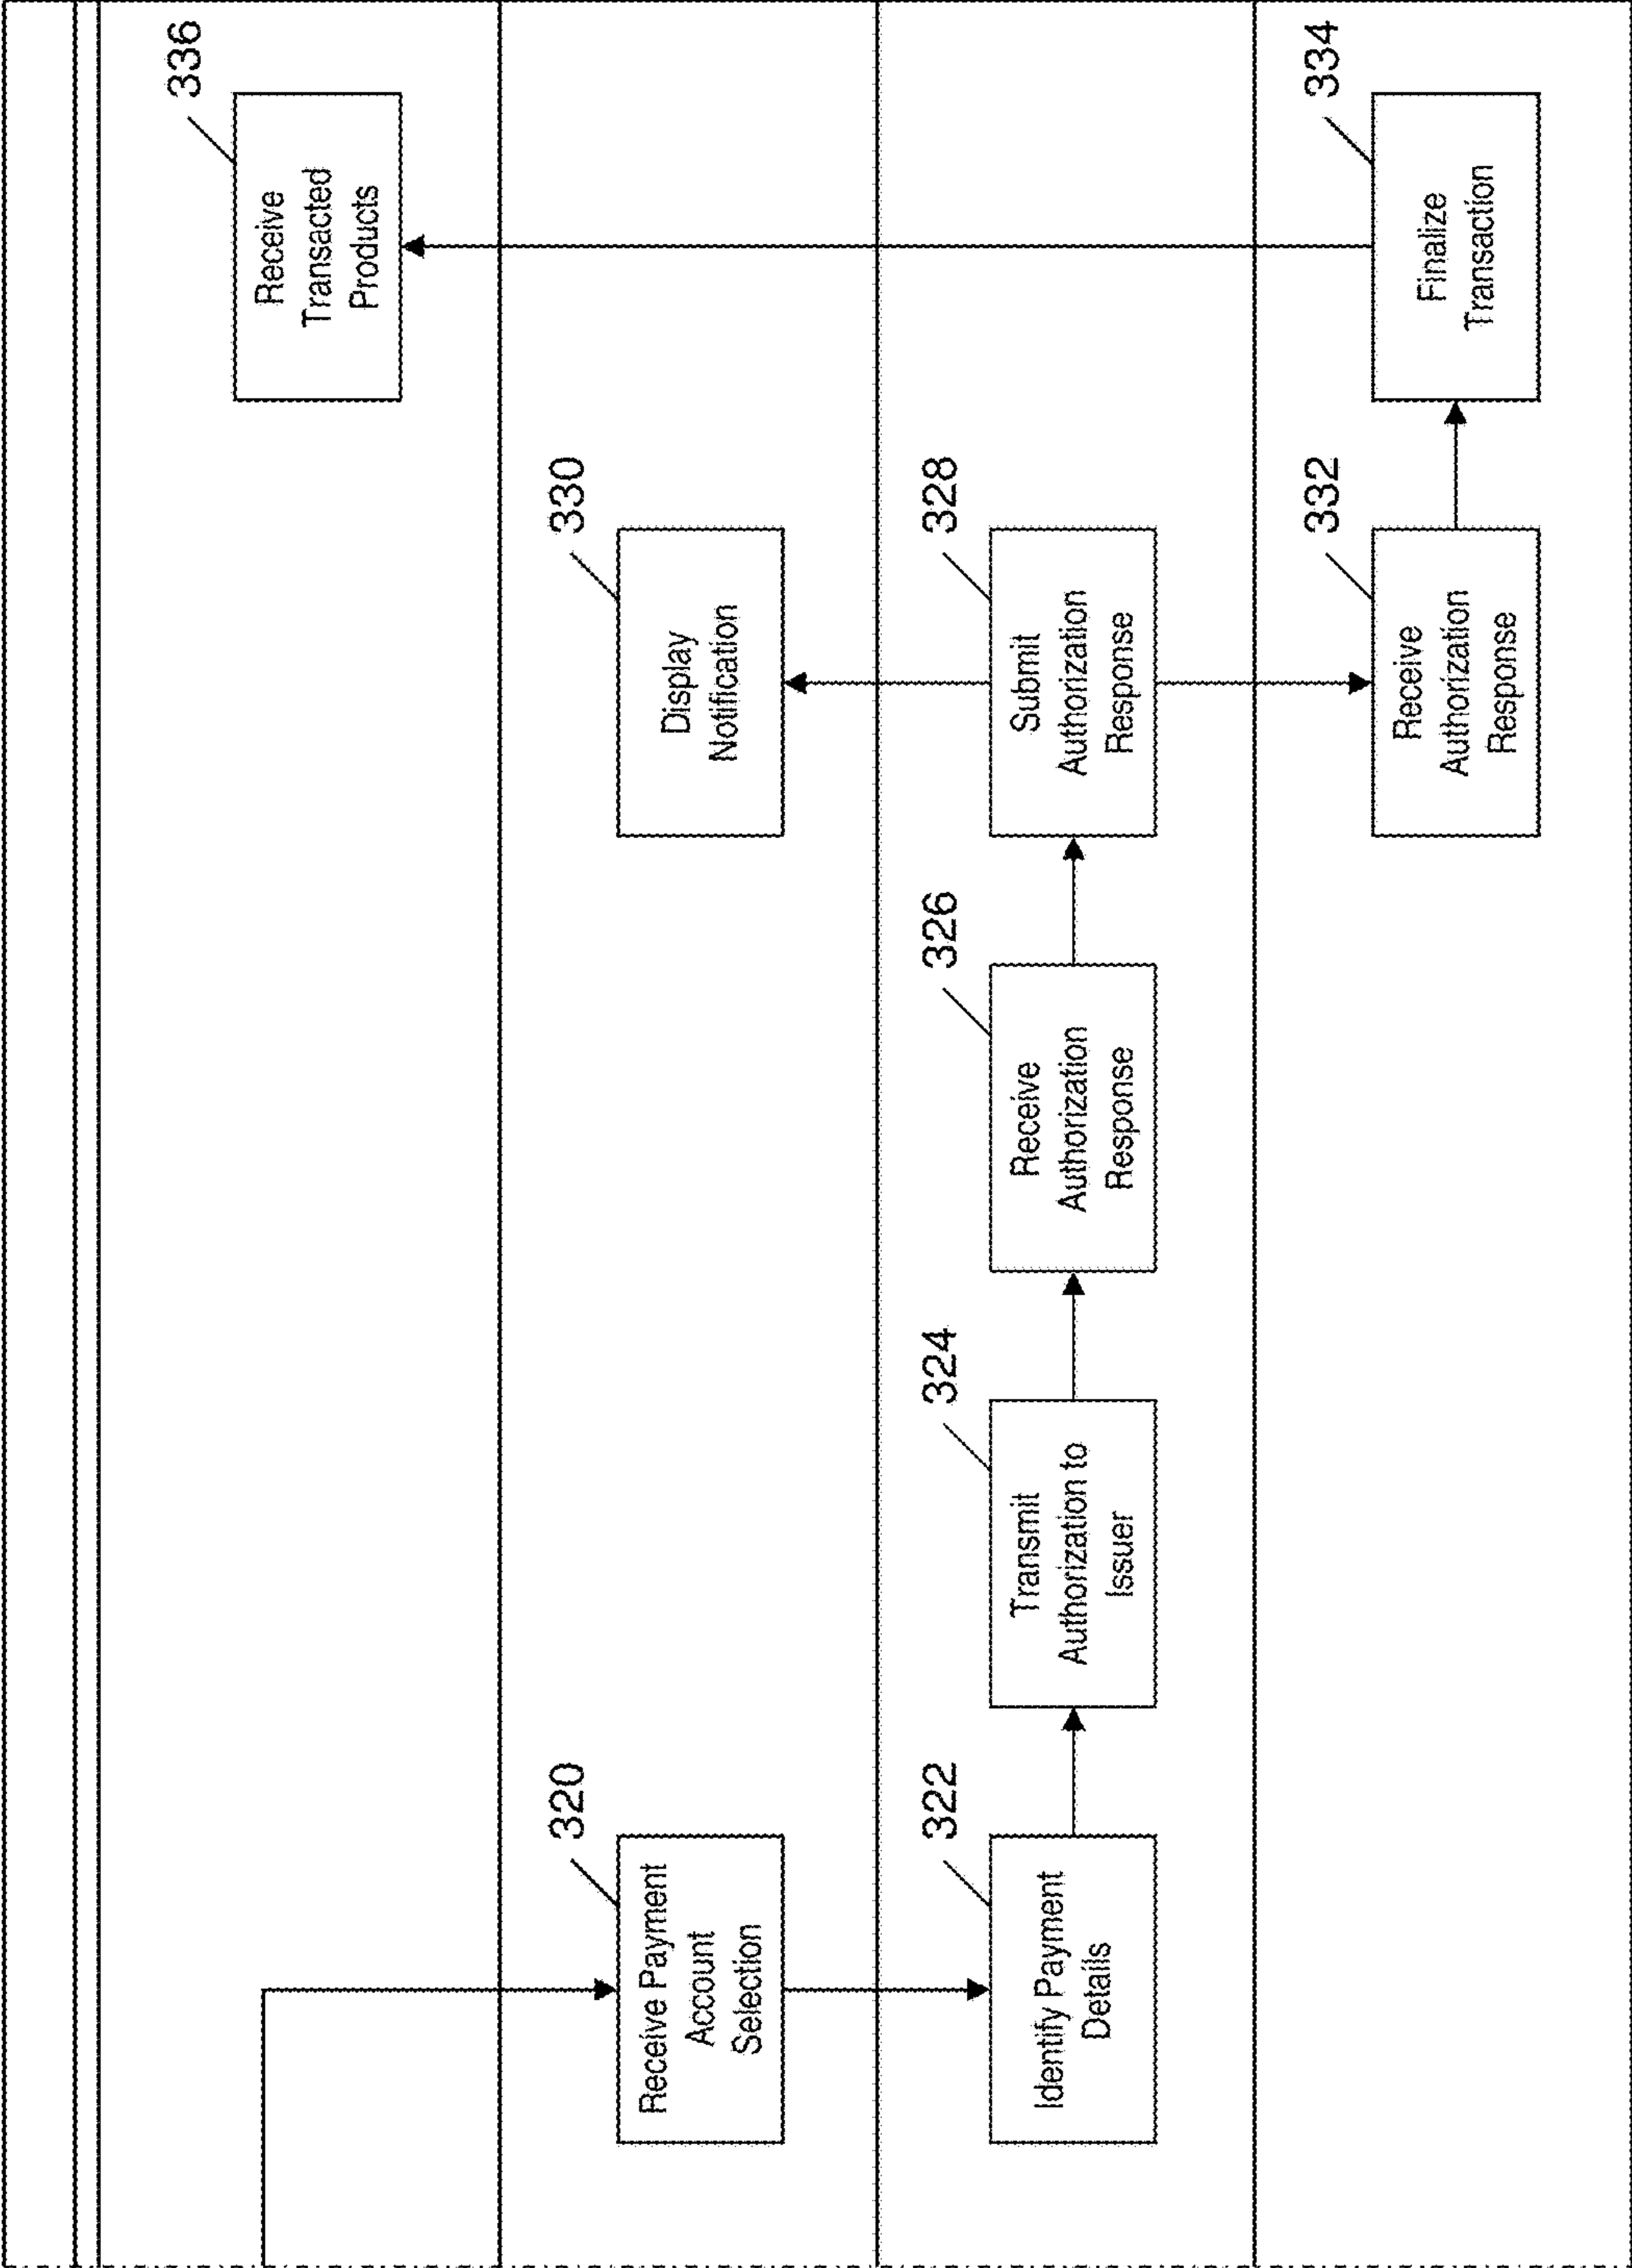 336
Receive
Transacted
Products
320
Receive Payment
Account
Selection
330
Display
Notification
322
Identify Payment
Details
324
Transmit
Authorization to
Issuer
326
Receive
Authorization
Response
328
Submit
Authorization
Response
332
Receive
Authorization
Response
334
Finalize
Transaction